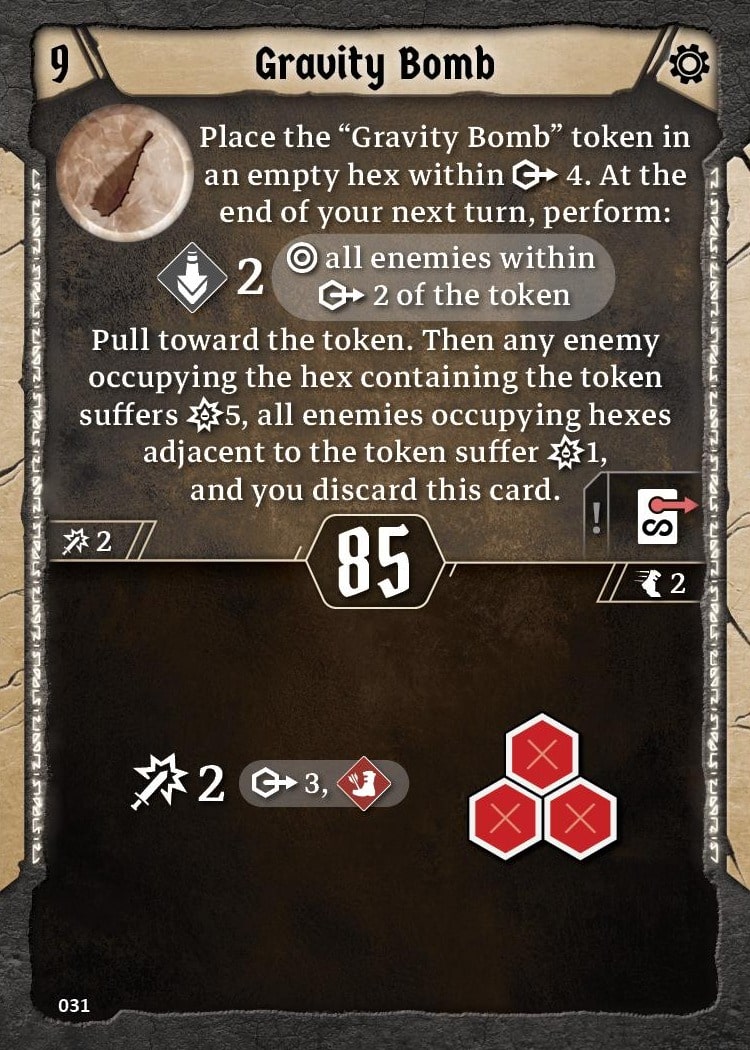 9
Gravity Bomb
Place the “Gravity Bomb” token in
an empty hex within 4. At the
end of your next turn, perform:
2 all enemies within
2 of the token
Pull toward the token. Then any enemy
occupying the hex containing the token
suffers 5, all enemies occupying hexes
adjacent to the token suffer 1,
and you discard this card.
! S
2
85
2
2 3,
031